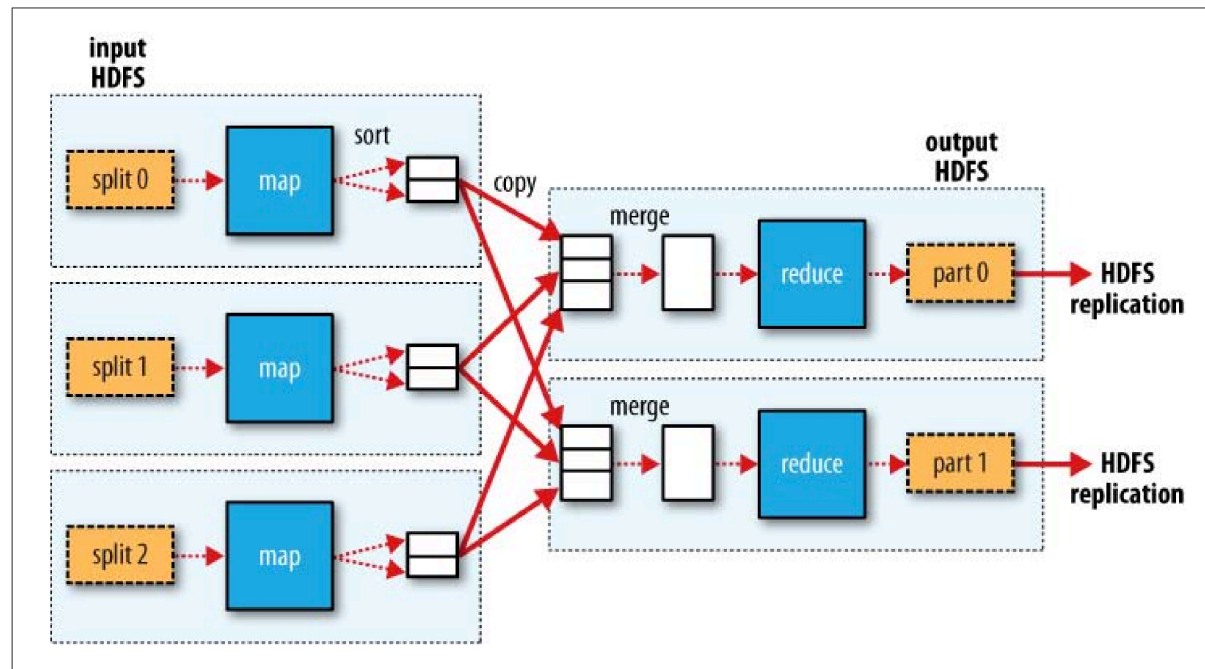 input
HDFS
split 0
map
sort
copy
split 1
map
split 2
map
output
HDFS
merge
reduce
part 0
HDFS
replication
merge
reduce
part 1
HDFS
replication